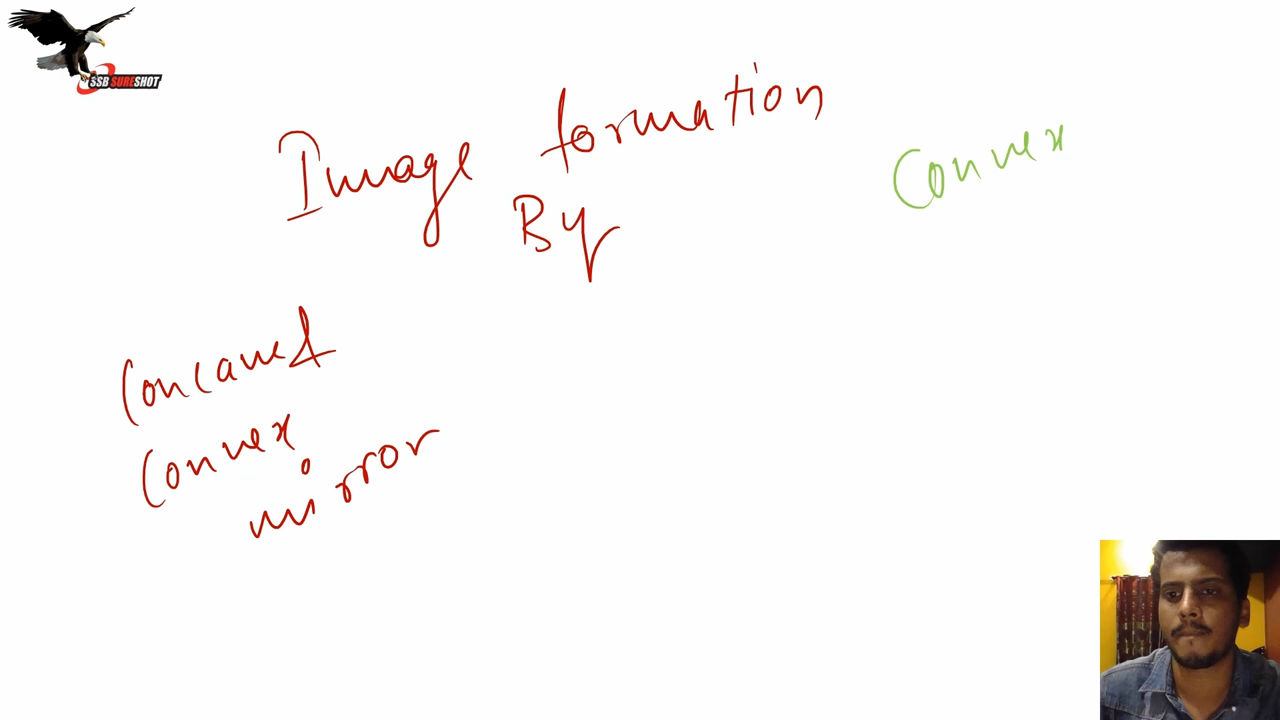 SSB SURESHOT
Image formation
By
Convex
Concave &
Convex
mirror